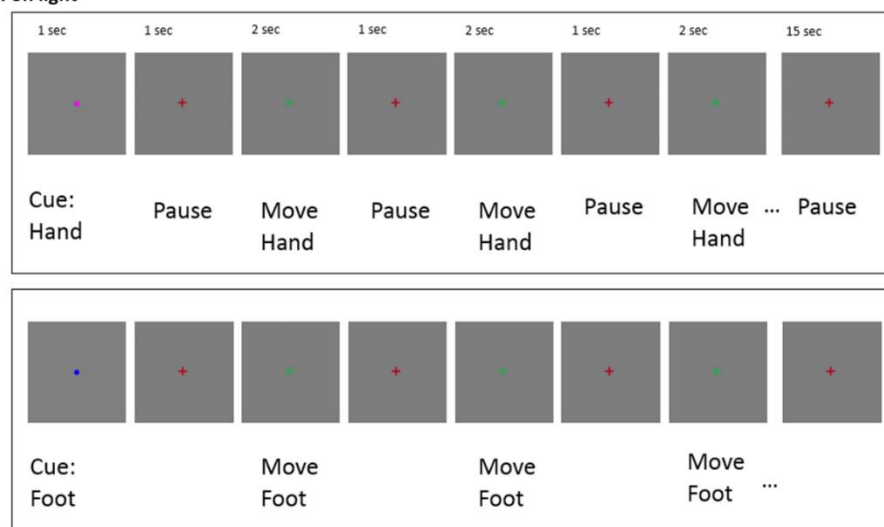 1 sec 1 sec 2 sec 1 sec 2 sec 1 sec 2 sec 15 sec
Cue: Pause Move Pause Move Pause Move ... Pause
Hand Hand Hand Hand
Cue: Move Move Move
Foot Foot Foot Foot ...